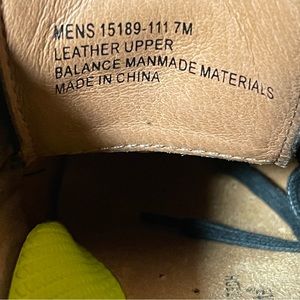 MENS 15189-111 7M
LEATHER UPPER
BALANCE MANMADE MATERIALS
MADE IN CHINA